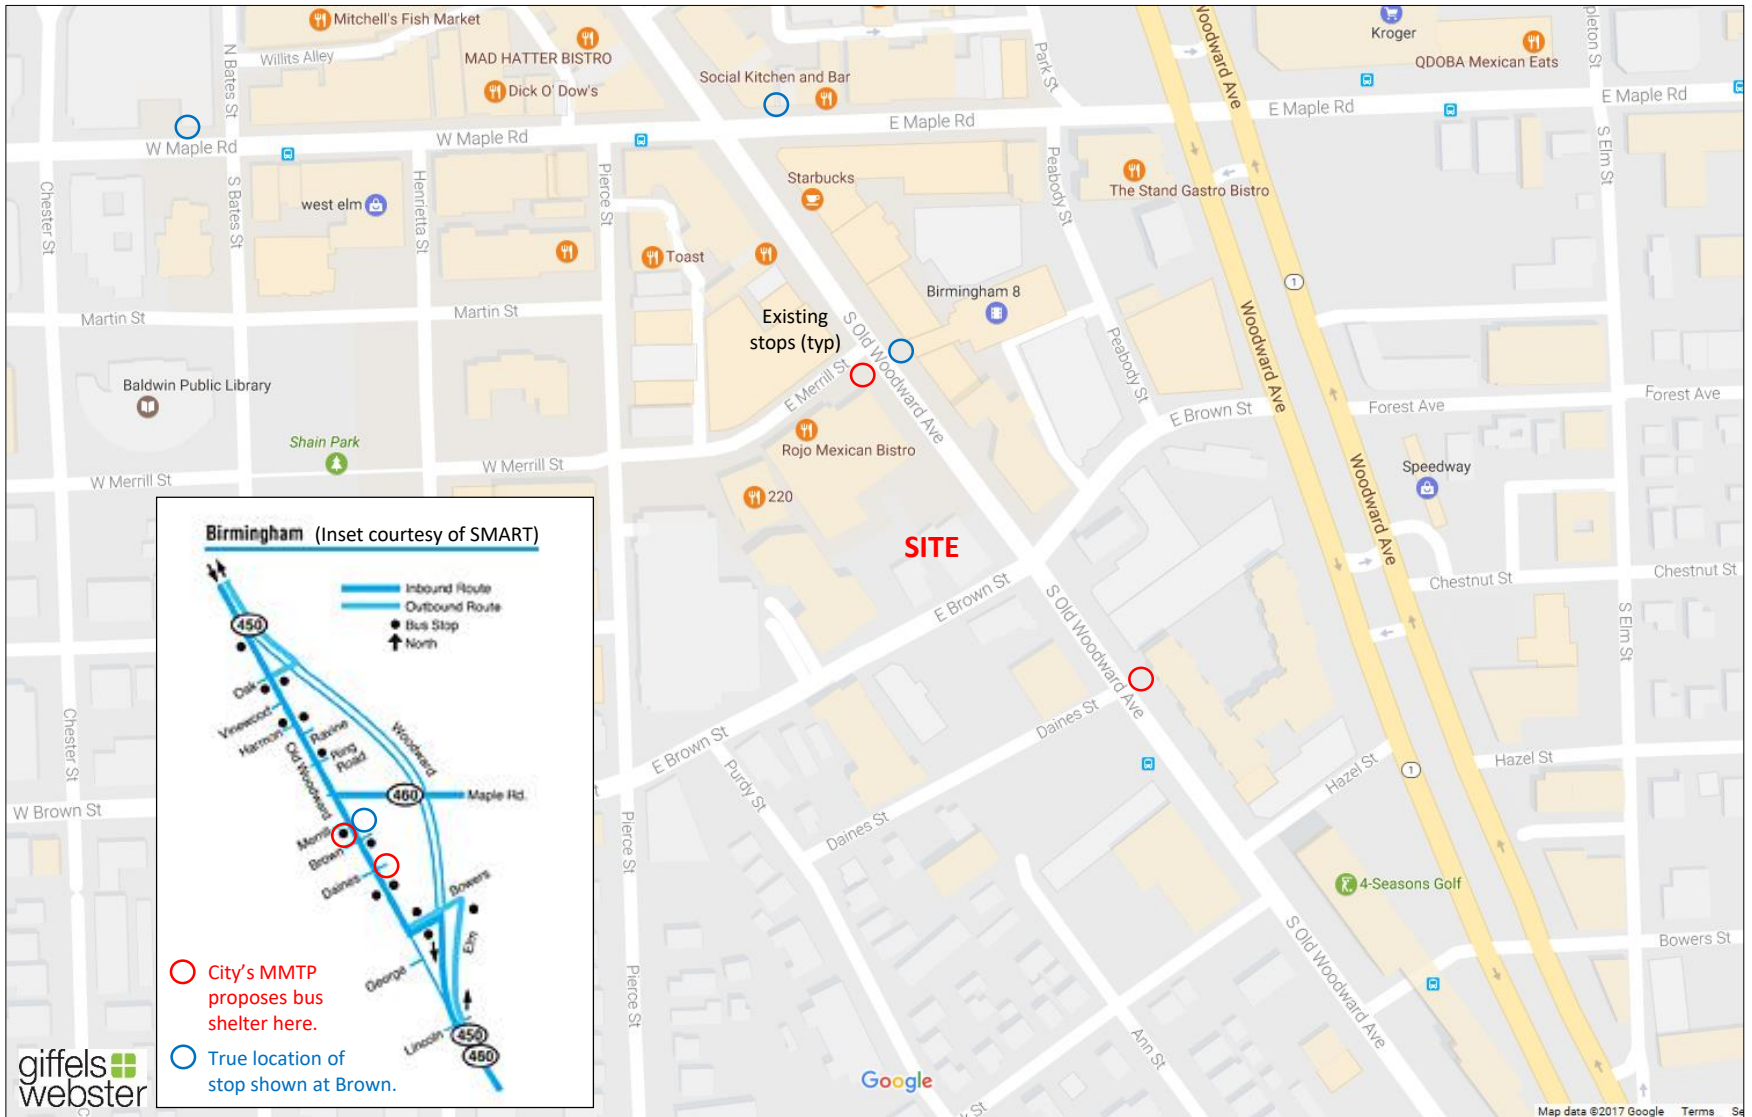 Mitchell's Fish Market
Willits Alley
MAD HATTER BISTRO
Dick O' Dow's
Social Kitchen and Bar
Park St
Woodward Ave
Kroger
QDOBA Mexican Eats
pleton St
N Bates St
W Maple Rd
W Maple Rd
E Maple Rd
E Maple Rd
E Maple Rd
Chester St
S Bates St
west elm
Henrietta St
Pierce St
Toast
Starbucks
Peabody St
The Stand Gastro Bistro
S Elm St
Martin St
Martin St
Existing
stops (typ)
S Old Woodward Ave
Birmingham 8
1
Woodward Ave
Peabody St
Baldwin Public Library
E Merrill St
E Brown St
Forest Ave
Forest Ave
Shain Park
Rojo Mexican Bistro
W Merrill St
W Merrill St
220
Woodward Ave
Speedway
SITE
E Brown St
Chestnut St
Chestnut St
S Old Woodward Ave
S Elm St
Daines St
E Brown St
Purdy St
Hazel St
Hazel St
1
Chester St
W Brown St
Daines St
Pierce St
4-Seasons Golf
S Old Woodward Ave
Bowers St
Pierce St
Ann St
Birmingham (Inset courtesy of SMART)
Inbound Route
Outbound Route
Bus Stop
North
450
Oak
Vinewood
Harmon
Ravine
Ring
Road
Old Woodward
Woodward
460
Maple Rd.
Merrill
Brown
Daines
Bowers
Elm
George
Lincoln
450
460
City's MMTP
proposes bus
shelter here.
True location of
stop shown at Brown.
giffels
webster
Google
Map data ©2017 Google Terms Se